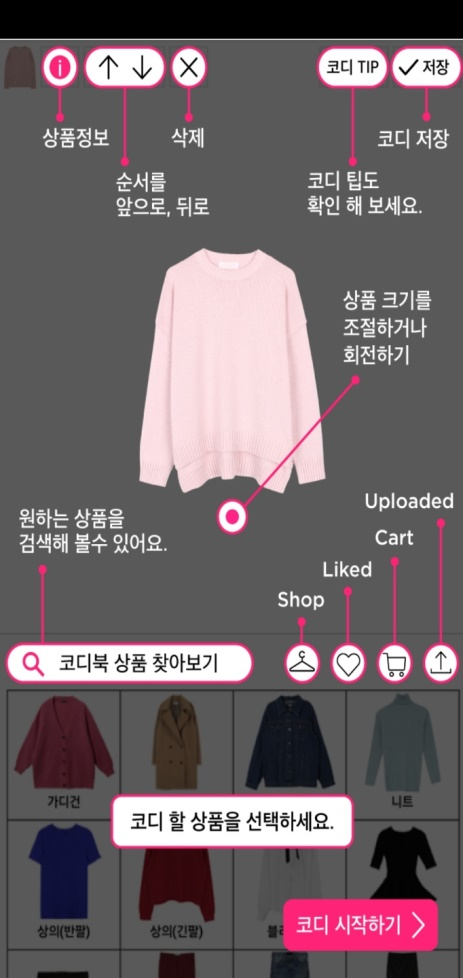 코디 TIP
저장
상품정보
삭제
코디 저장
순서를
앞으로, 뒤로
코디 팁도
확인 해 보세요.
상품 크기를
조절하거나
회전하기
원하는 상품을
검색해 볼수 있어요.
Uploaded
Cart
Liked
Shop
코디북 상품 찾아보기
가디건
니트
코디 할 상품을 선택하세요.
상의(반팔)
상의(긴팔)
코디 시작하기